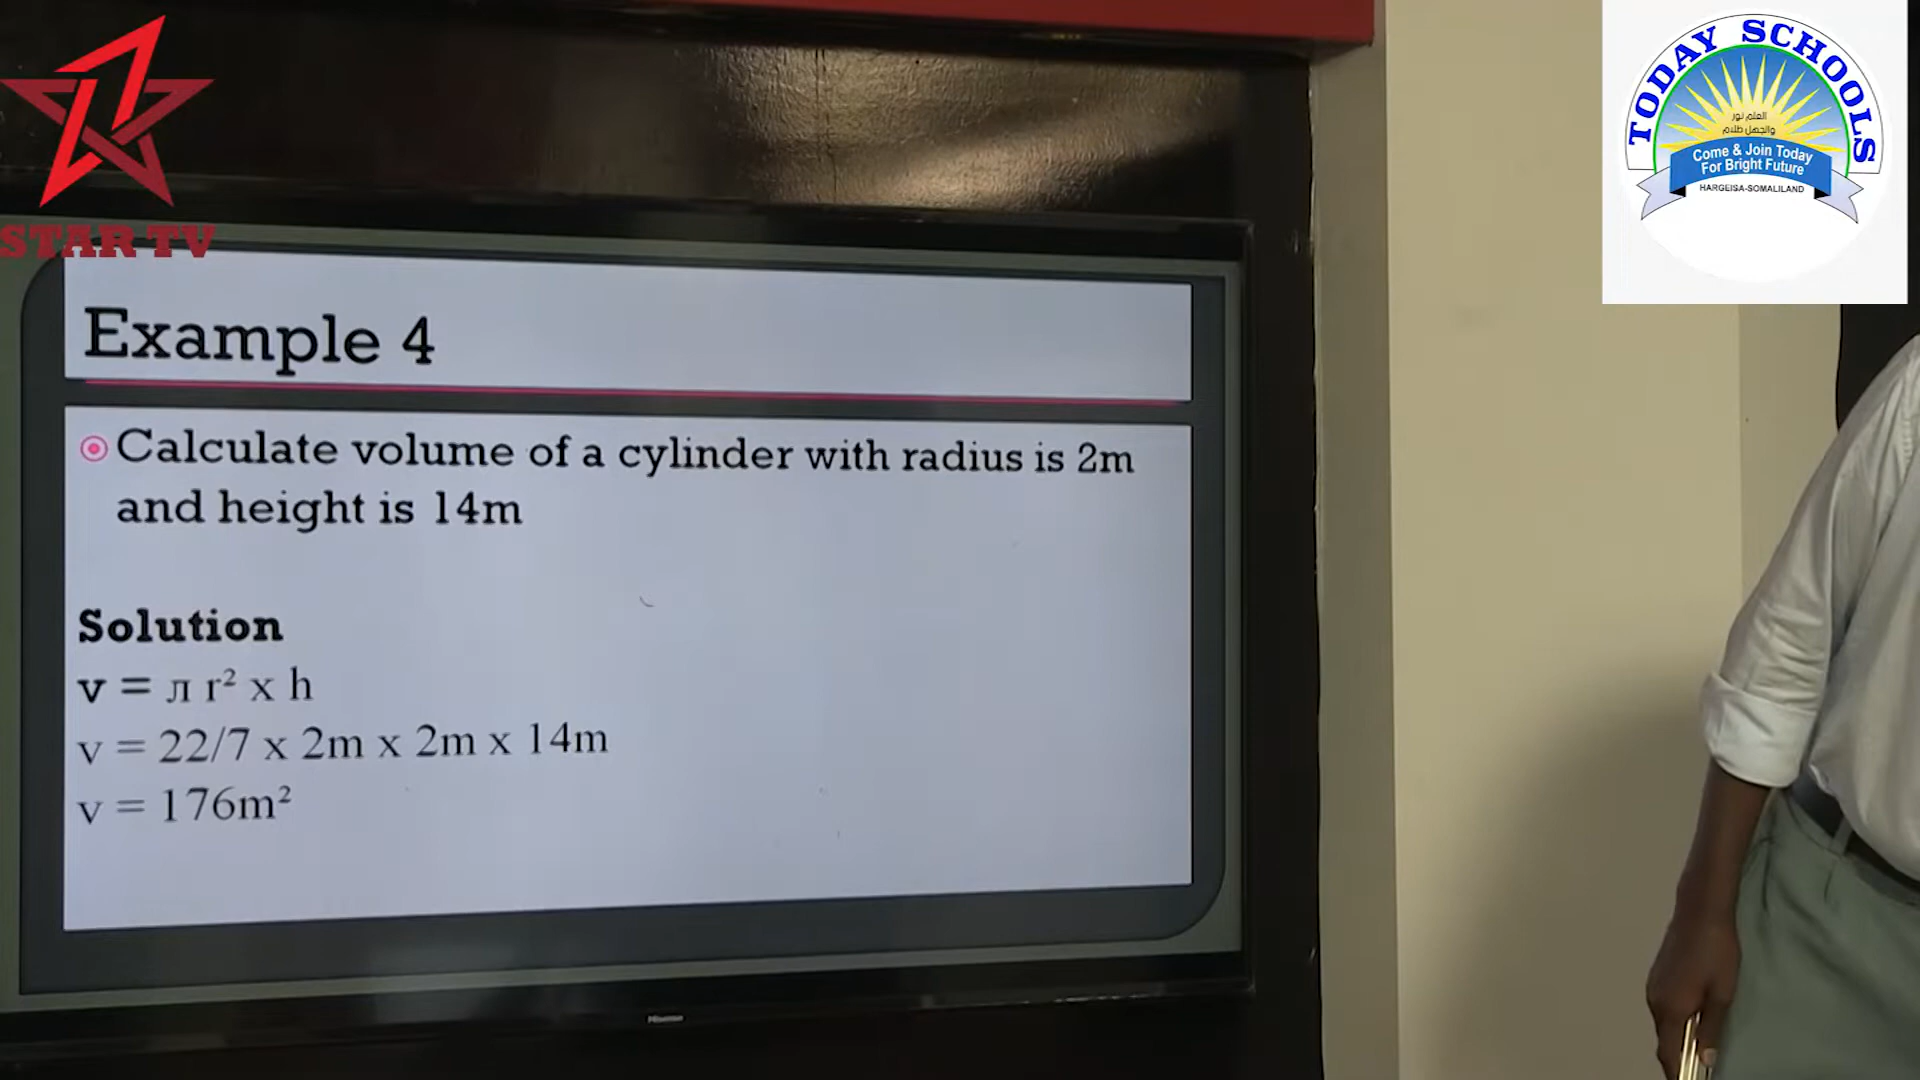 STAR TV
TODAY SCHOOLS
العلم نور
والجهل ظلام
Come & Join Today
For Bright Future
HARGEISA-SOMALILAND
Example 4
Calculate volume of a cylinder with radius is 2m
and height is 14m
Solution
v = л r² x h
v = 22/7 x 2m x 2m x 14m
v = 176m²
Hisense